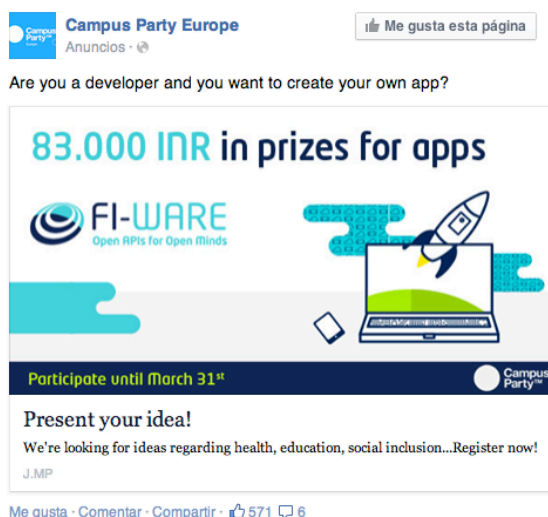 Campus Party Europe
Me gusta esta página
Anuncios ·
Are you a developer and you want to create your own app?
83.000 INR in prizes for apps
FI-WARE
Open APIs for Open Minds
Participate until March 31st
Campus
Party™
Present your idea!
We're looking for ideas regarding health, education, social inclusion...Register now!
J.MP
Me gusta · Comentar · Compartir · 571 6